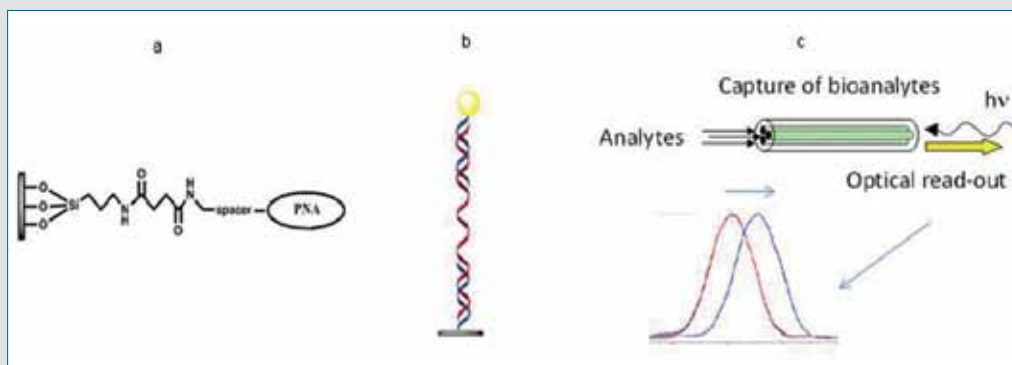 a
b
c
Capture of bioanalytes
hν
Analytes
Optical read-out
O
O
O
Si
N
H
O
O
H
N
spacer
PNA